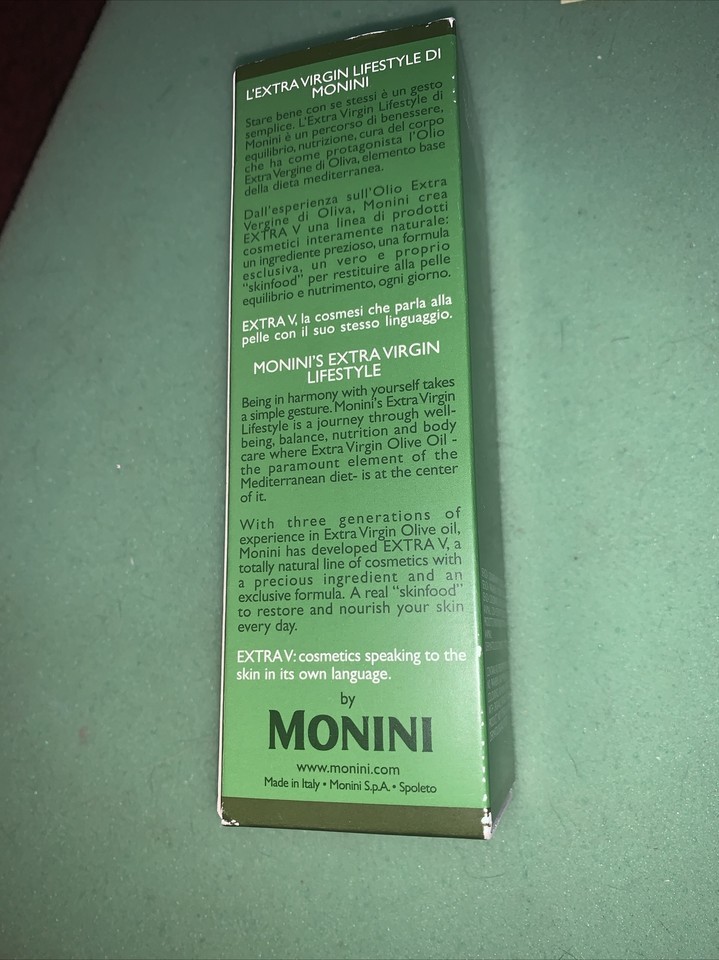 L'EXTRA VIRGIN LIFESTYLE DI
MONINI
Stare bene con se stessi è un gesto
semplice. L'Extra Virgin Lifestyle di
Monini è un percorso di benessere,
equilibrio, nutrizione, cura del corpo
che ha come protagonista l'Olio
Extra Vergine di Oliva, elemento base
della dieta mediterranea.
Dall'esperienza sull'Olio Extra
Vergine di Oliva, Monini crea
EXTRA V una linea di prodotti
cosmetici interamente naturale:
un ingrediente prezioso, una formula
esclusiva, un vero e proprio
"skinfood" per restituire alla pelle
equilibrio e nutrimento, ogni giorno.
EXTRA V, la cosmesi che parla alla
pelle con il suo stesso linguaggio.
MONINI'S EXTRA VIRGIN
LIFESTYLE
Being in harmony with yourself takes
a simple gesture. Monini's Extra Virgin
Lifestyle is a journey through well-
being, balance, nutrition and body
care where Extra Virgin Olive Oil -
the paramount element of the
Mediterranean diet- is at the center
of it.
With three generations of
experience in Extra Virgin Olive oil,
Monini has developed EXTRA V, a
totally natural line of cosmetics with
a precious ingredient and an
exclusive formula. A real "skinfood"
to restore and nourish your skin
every day.
EXTRA V: cosmetics speaking to the
skin in its own language.
by
MONINI
www.monini.com
Made in Italy • Monini S.p.A. • Spoleto